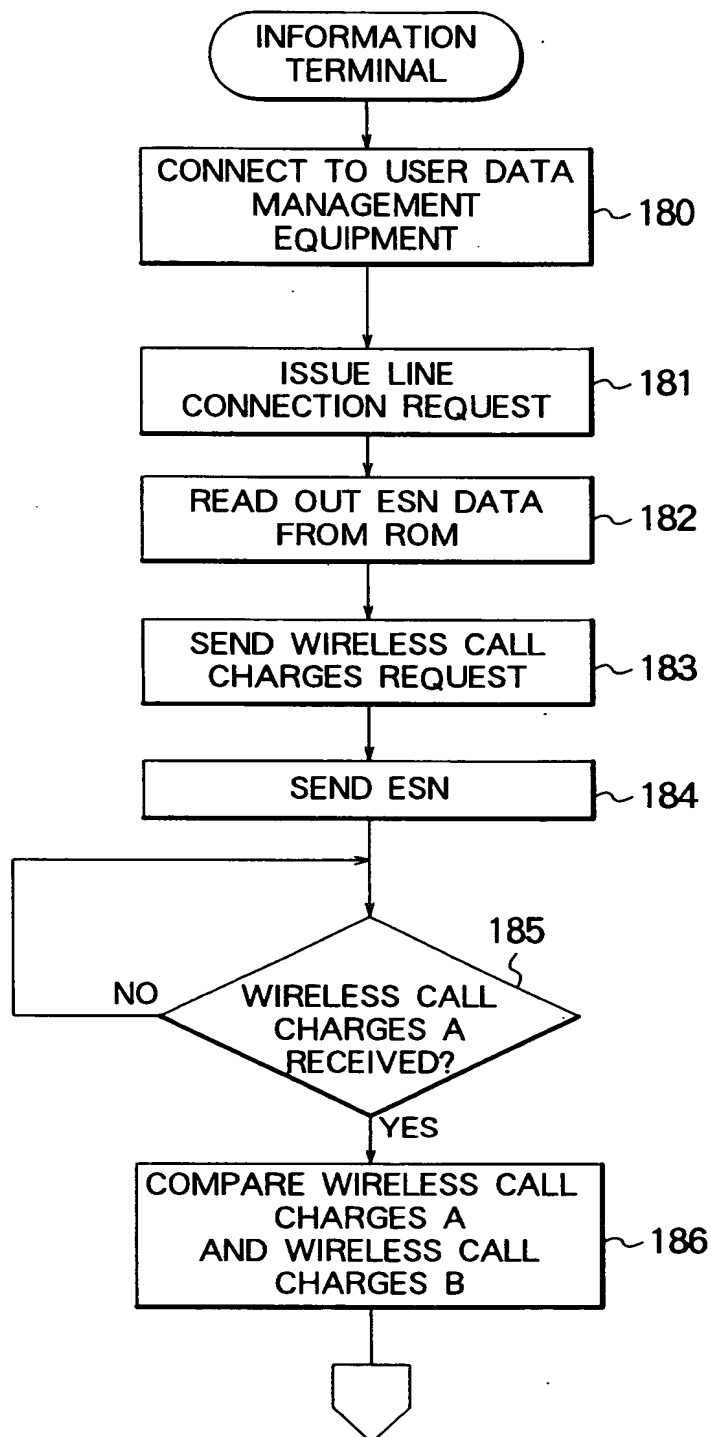 INFORMATION
TERMINAL
CONNECT TO USER DATA
MANAGEMENT
EQUIPMENT
180
ISSUE LINE
CONNECTION REQUEST
181
READ OUT ESN DATA
FROM ROM
182
SEND WIRELESS CALL
CHARGES REQUEST
183
SEND ESN
184
185
NO
WIRELESS CALL
CHARGES A
RECEIVED?
YES
COMPARE WIRELESS CALL
CHARGES A
AND WIRELESS CALL
CHARGES B
186